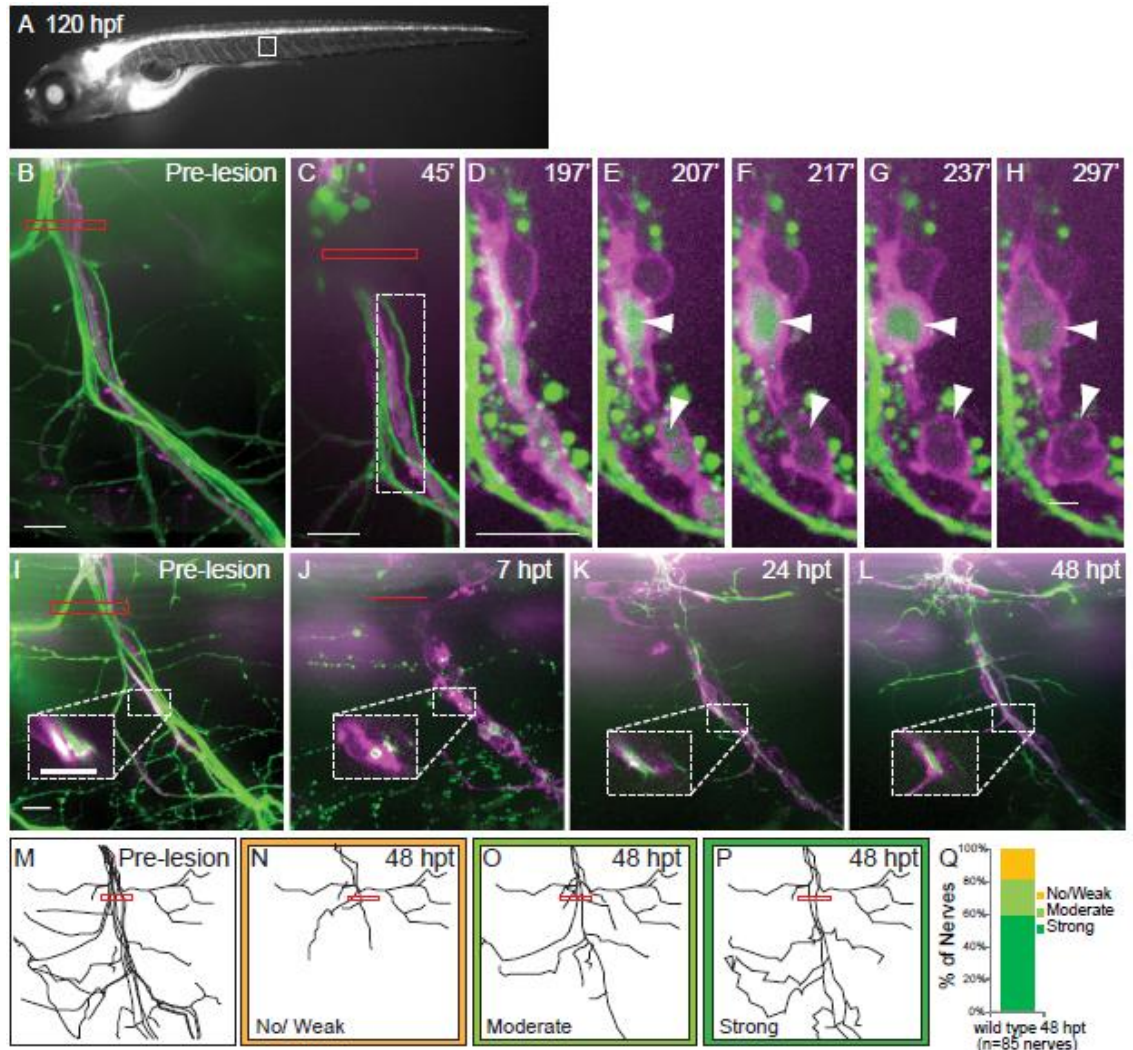 A 120 hpf
B Pre-lesion
C 45'
D 197'
E 207'
F 217'
G 237'
H 297'
I Pre-lesion
J 7 hpt
K 24 hpt
L 48 hpt
M Pre-lesion
N 48 hpt
No/ Weak
O 48 hpt
Moderate
P 48 hpt
Strong
Q
% of Nerves
100%
80%
60%
40%
20%
0%
No/Weak
Moderate
Strong
wild type 48 hpt
(n=85 nerves)